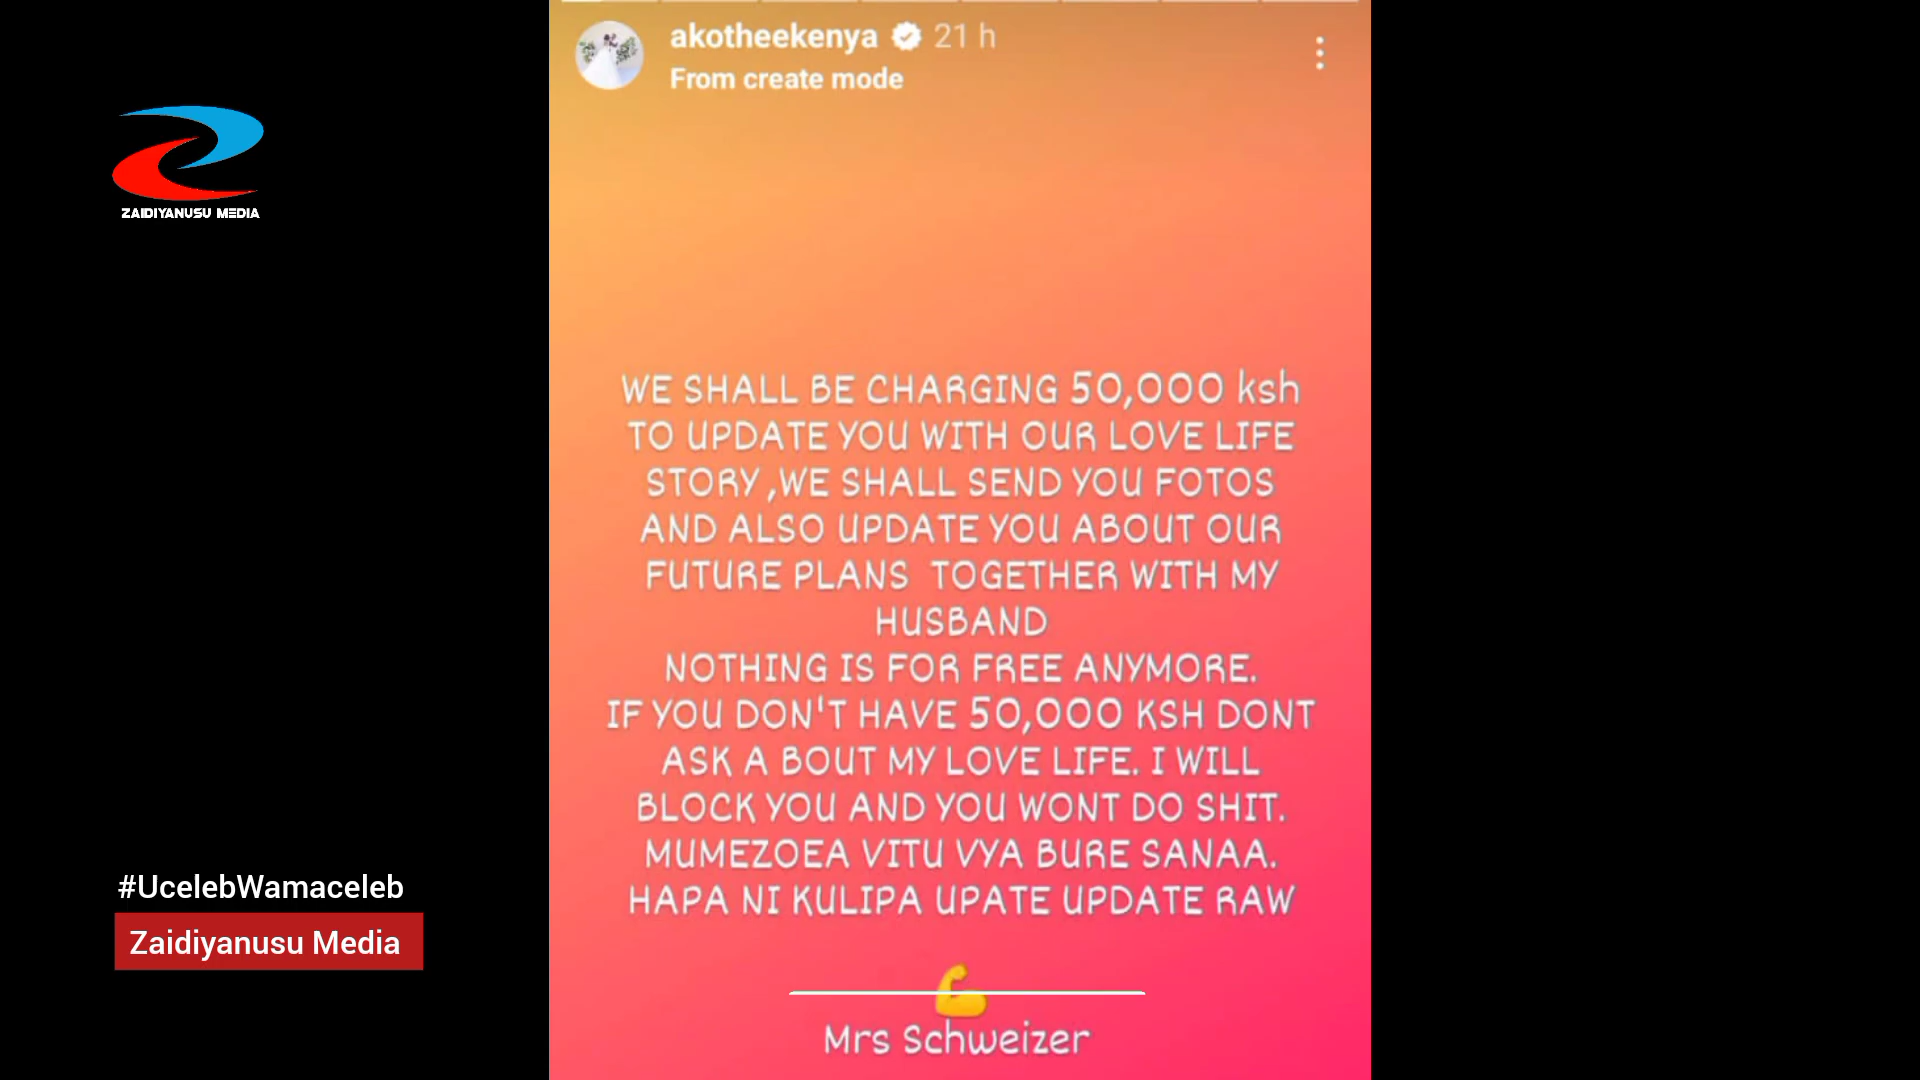 akotheekenya 21 h
From create mode
ZAIDIYANUSU MEDIA
WE SHALL BE CHARGING 50,000 ksh
TO UPDATE YOU WITH OUR LOVE LIFE
STORY ,WE SHALL SEND YOU FOTOS
AND ALSO UPDATE YOU ABOUT OUR
FUTURE PLANS TOGETHER WITH MY
HUSBAND
NOTHING IS FOR FREE ANYMORE.
IF YOU DON'T HAVE 50,000 KSH DONT
ASK A BOUT MY LOVE LIFE. I WILL
BLOCK YOU AND YOU WONT DO SHIT.
MUMEZOEA VITU VYA BURE SANAA.
HAPA NI KULIPA UPATE UPDATE RAW
💪
Mrs Schweizer
#UcelebWamaceleb
Zaidiyanusu Media